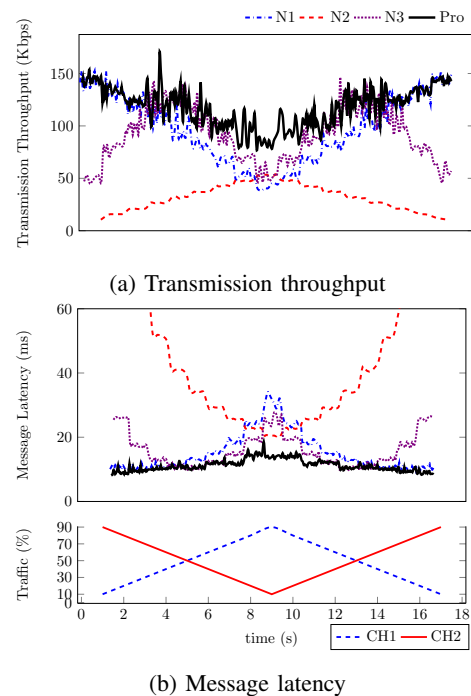 N1 N2 N3 Pro
Transmission Throughput (Kbps)
150
100
50
0
(a) Transmission throughput
Messsage Latency (ms)
60
40
20
0
Traffic (%)
90
70
50
30
10
0
0 2 4 6 8 10 12 14 16 18
time (s)
CH1 CH2
(b) Message latency